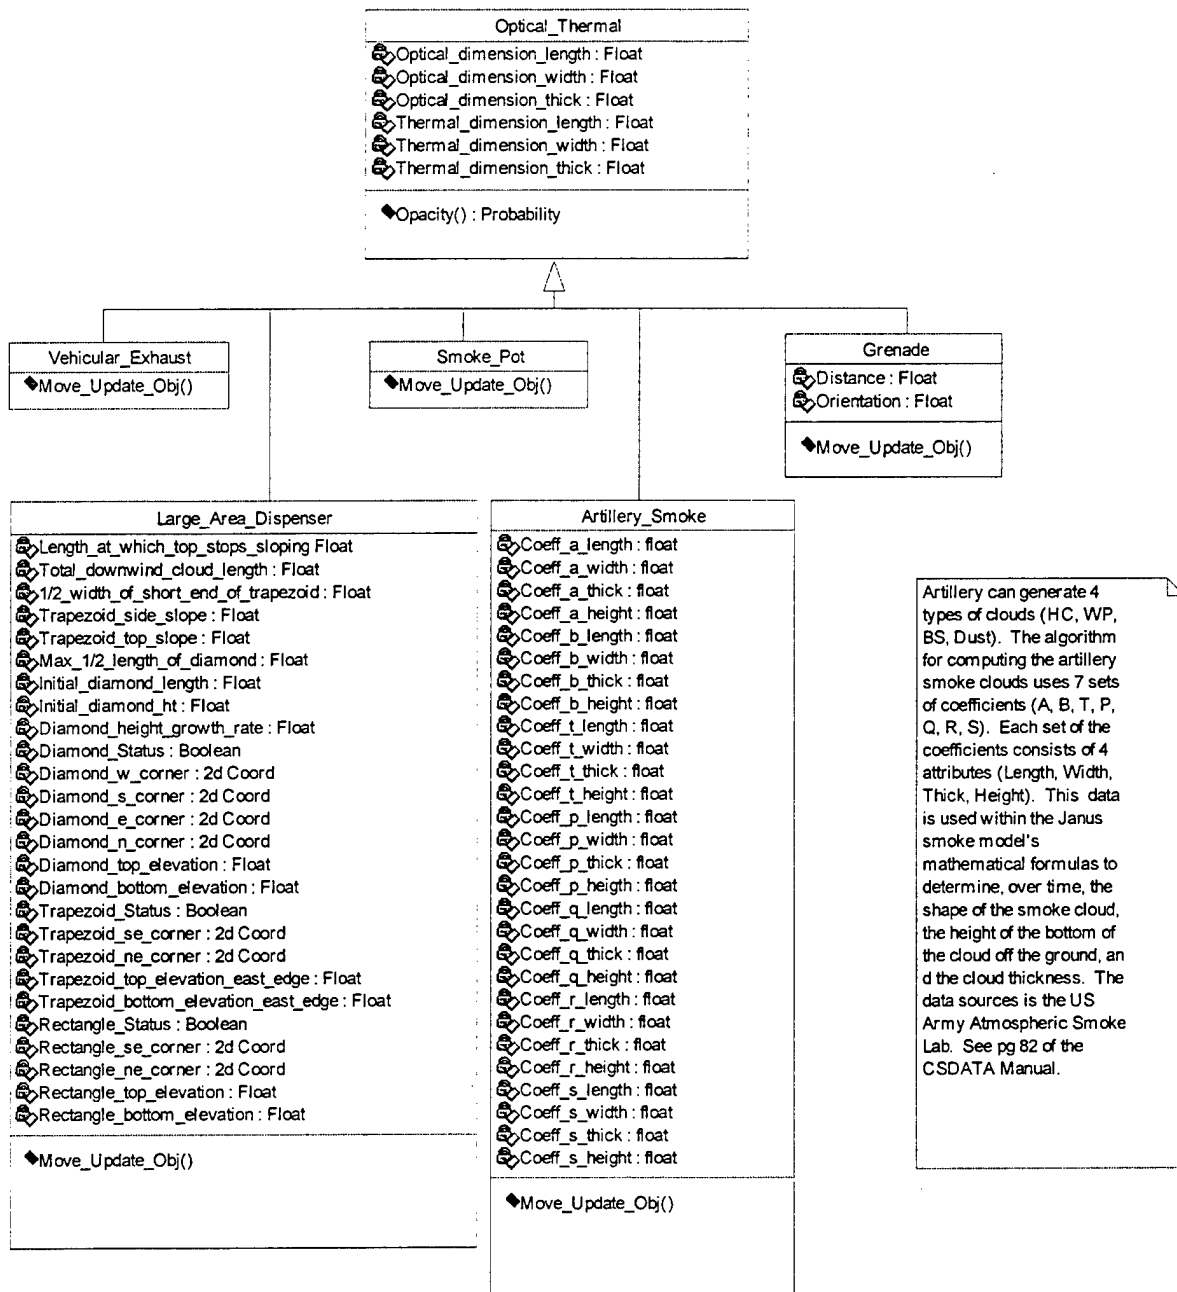 Optical_Thermal
Optical_dimension_length : Float
Optical_dimension_width : Float
Optical_dimension_thick : Float
Thermal_dimension_length : Float
Thermal_dimension_width : Float
Thermal_dimension_thick : Float
Opacity() : Probability
Vehicular_Exhaust
Move_Update_Obj()
Smoke_Pot
Move_Update_Obj()
Grenade
Distance : Float
Orientation : Float
Move_Update_Obj()
Large_Area_Dispenser
Length_at_which_top_stops_sloping Float
Total_downwind_cloud_length : Float
1/2_width_of_short_end_of_trapezoid : Float
Trapezoid_side_slope : Float
Trapezoid_top_slope : Float
Max_1/2_length_of_diamond : Float
Initial_diamond_length : Float
Initial_diamond_ht : Float
Diamond_height_growth_rate : Float
Diamond_Status : Boolean
Diamond_w_corner : 2d Coord
Diamond_s_corner : 2d Coord
Diamond_e_corner : 2d Coord
Diamond_n_corner : 2d Coord
Diamond_top_elevation : Float
Diamond_bottom_elevation : Float
Trapezoid_Status : Boolean
Trapezoid_se_corner : 2d Coord
Trapezoid_ne_corner : 2d Coord
Trapezoid_top_elevation_east_edge : Float
Trapezoid_bottom_elevation_east_edge : Float
Rectangle_Status : Boolean
Rectangle_se_corner : 2d Coord
Rectangle_ne_corner : 2d Coord
Rectangle_top_elevation : Float
Rectangle_bottom_elevation : Float
Move_Update_Obj()
Artillery_Smoke
Coeff_a_length : float
Coeff_a_width : float
Coeff_a_thick : float
Coeff_a_height : float
Coeff_b_length : float
Coeff_b_width : float
Coeff_b_thick : float
Coeff_b_height : float
Coeff_t_length : float
Coeff_t_width : float
Coeff_t_thick : float
Coeff_t_height : float
Coeff_p_length : float
Coeff_p_width : float
Coeff_p_thick : float
Coeff_p_heigth : float
Coeff_q_length : float
Coeff_q_width : float
Coeff_q_thick : float
Coeff_q_height : float
Coeff_r_length : float
Coeff_r_width : float
Coeff_r_thick : float
Coeff_r_height : float
Coeff_s_length : float
Coeff_s_width : float
Coeff_s_thick : float
Coeff_s_height : float
Move_Update_Obj()
Artillery can generate 4
types of clouds (HC, WP,
BS, Dust). The algorithm
for computing the artillery
smoke clouds uses 7 sets
of coefficients (A, B, T, P,
Q, R, S). Each set of the
coefficients consists of 4
attributes (Length, Width,
Thick, Height). This data
is used within the Janus
smoke model's
mathematical formulas to
determine, over time, the
shape of the smoke cloud,
the height of the bottom of
the cloud off the ground, an
d the cloud thickness. The
data sources is the US
Army Atmospheric Smoke
Lab. See pg 82 of the
CSDATA Manual.